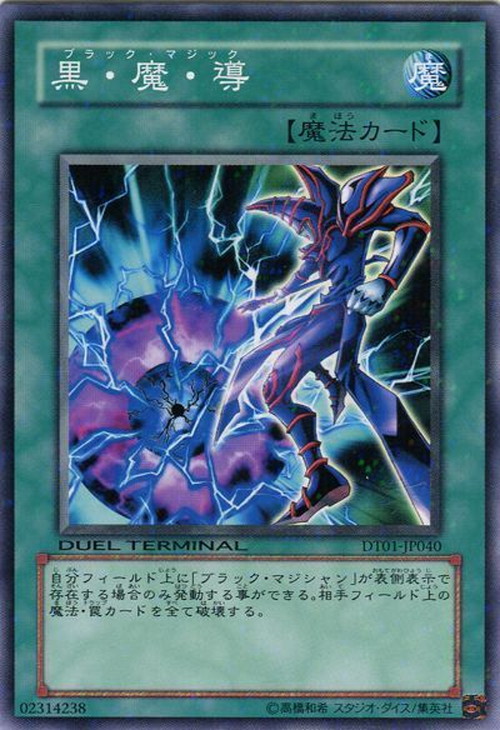 ブラック・マジック
黒・魔・導
魔
まほう
【魔法カード】
DUEL TERMINAL
DT01-JP040
自分フィールド上に「ブラック・マジシャン」が表側表示で
存在する場合のみ発動する事ができる。相手フィールド上の
魔法・罠カードを全て破壊する。
02314238
©高橋和希 スタジオ・ダイス/集英社